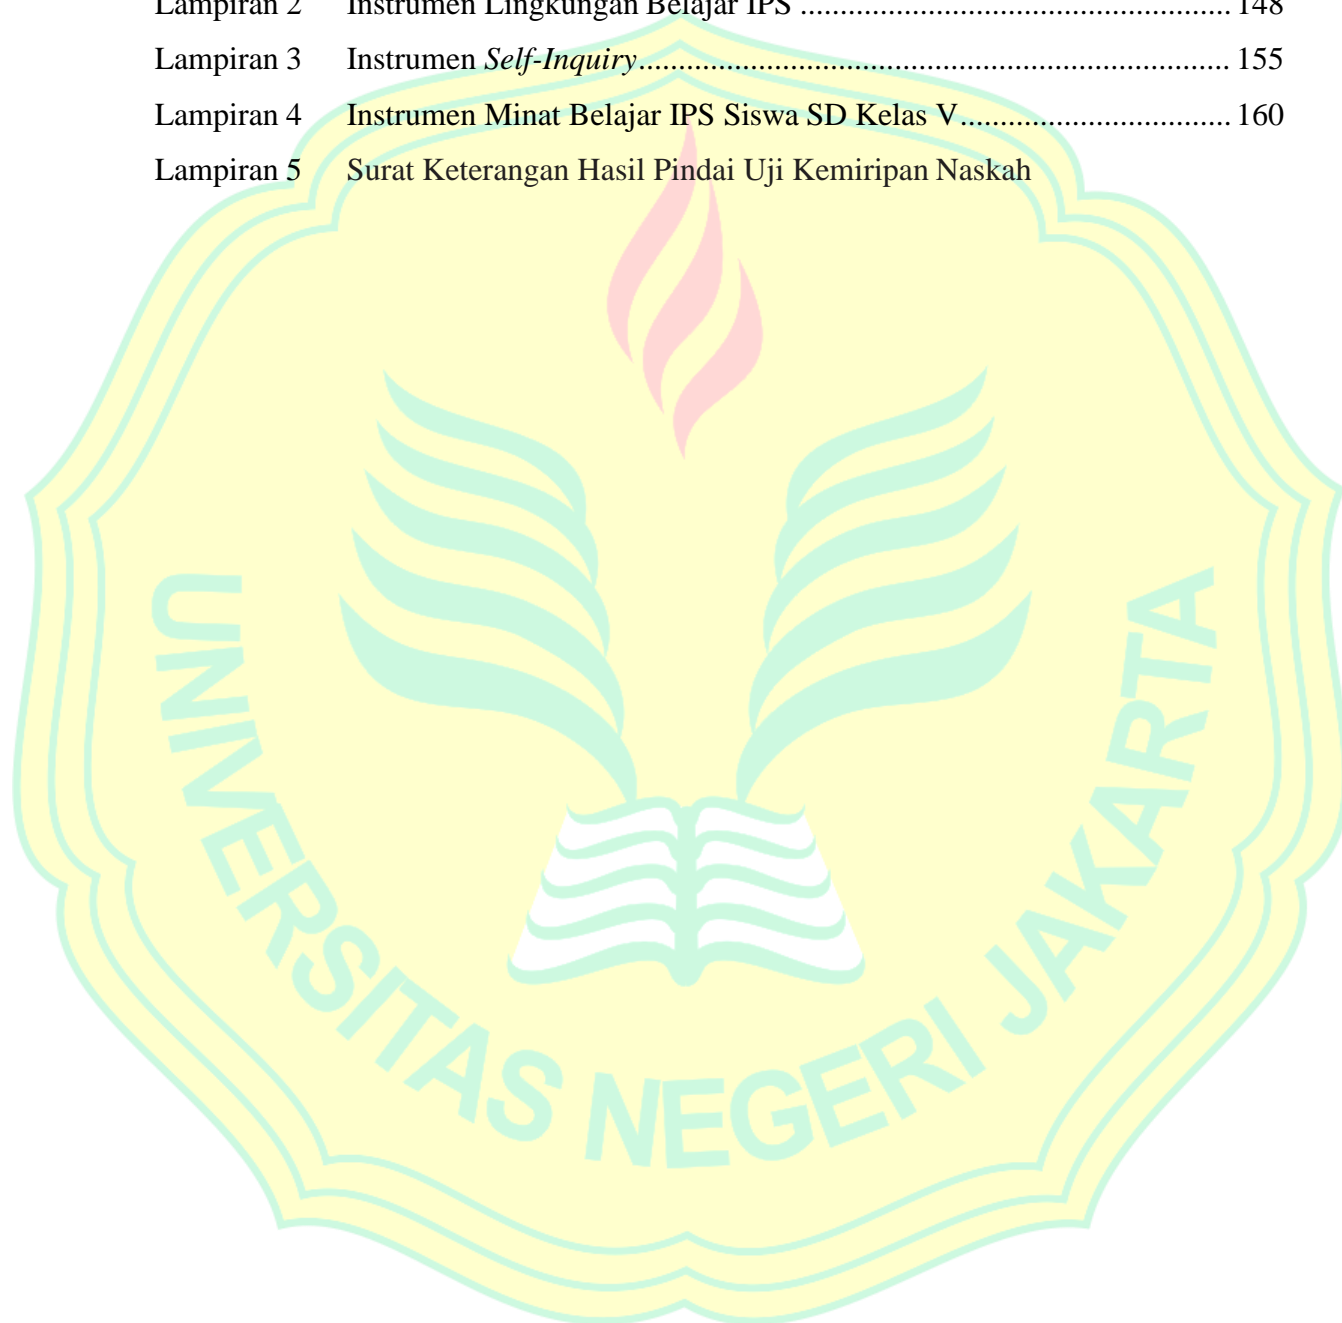 Lampiran 2 Instrumen Lingkungan Belajar IPS ............................................. 148
Lampiran 3 Instrumen Self-Inquiry.............................................................. 155
Lampiran 4 Instrumen Minat Belajar IPS Siswa SD Kelas V............................. 160
Lampiran 5 Surat Keterangan Hasil Pindai Uji Kemiripan Naskah
UNIVERSITAS NEGERI JAKARTA